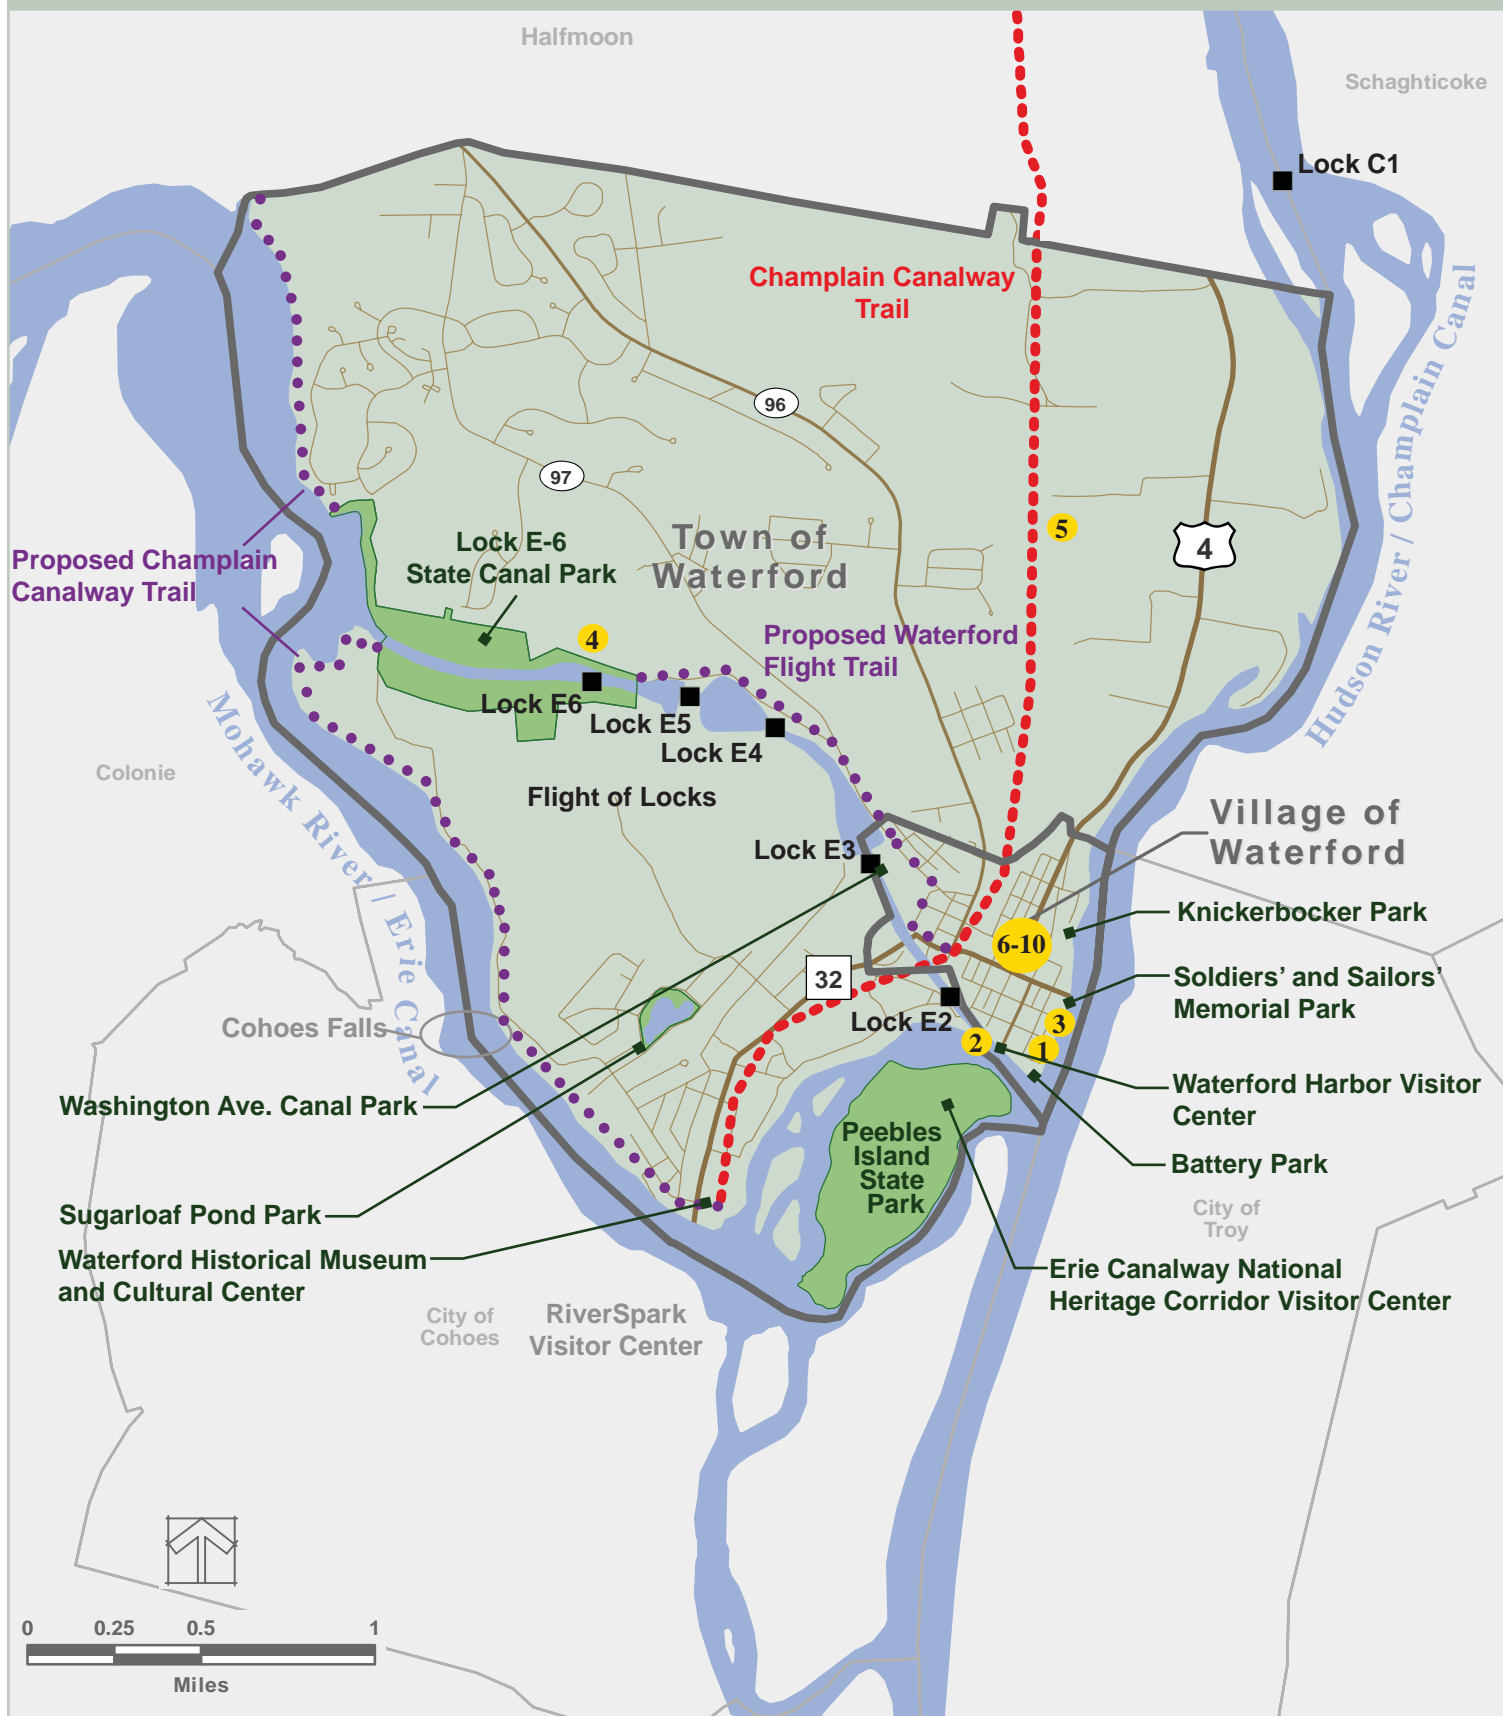 Halfmoon
Schaghticoke
Lock C1
Champlain Canalway
Trail
Hudson River / Champlain Canal
96
97
5
4
Town of
Waterford
Lock E-6
State Canal Park
Proposed Champlain
Canalway Trail
4
Proposed Waterford
Flight Trail
Lock E6
Lock E5
Lock E4
Mohawk River / Erie Canal
Colonie
Flight of Locks
Village of
Waterford
Lock E3
Knickerbocker Park
6-10
32
Soldiers’ and Sailors’
Memorial Park
Lock E2
Cohoes Falls
3
2
1
Waterford Harbor Visitor
Center
Washington Ave. Canal Park
Peebles
Island
State
Park
Battery Park
Sugarloaf Pond Park
City of
Troy
Waterford Historical Museum
and Cultural Center
Erie Canalway National
Heritage Corridor Visitor Center
City of
Cohoes
RiverSpark
Visitor Center
0 0.25 0.5 1
Miles